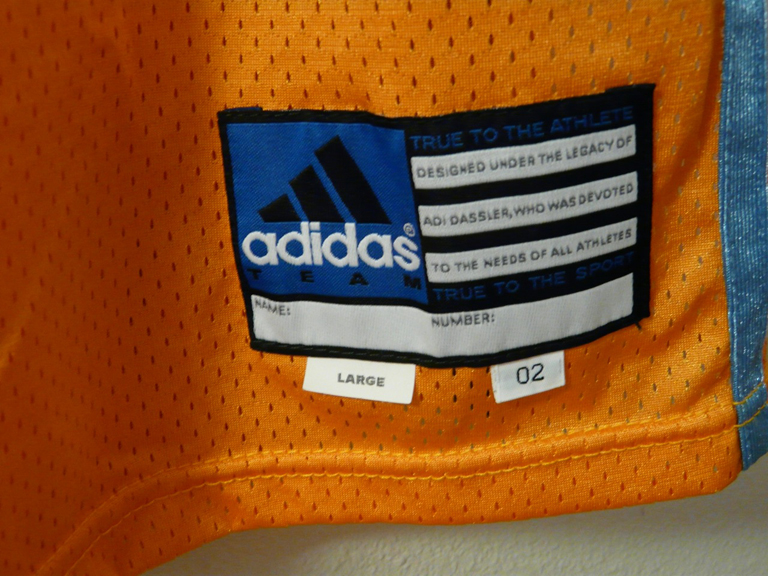 TRUE TO THE ATHLETE
DESIGNED UNDER THE LEGACY OF
ADI DASSLER, WHO WAS DEVOTED
TO THE NEEDS OF ALL ATHLETES
TRUE TO THE SPORT
adidas®
TEAM
NAME:
NUMBER:
LARGE
02